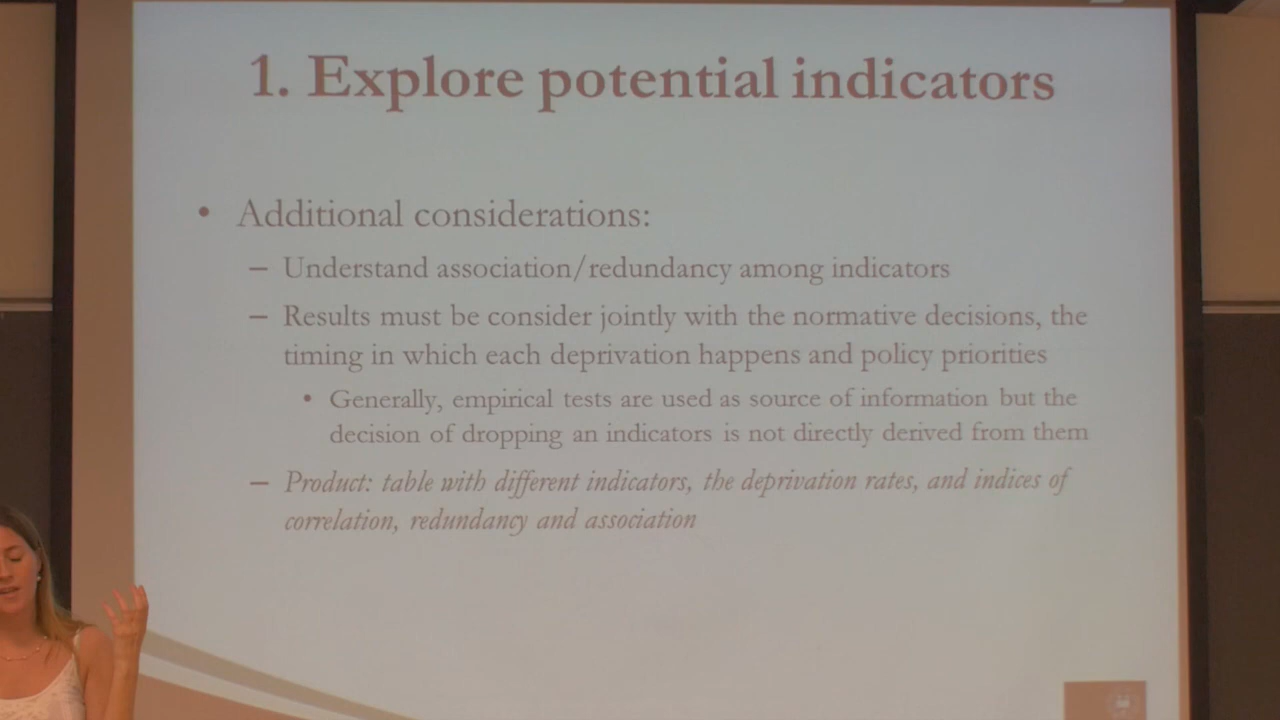 1. Explore potential indicators
• Additional considerations:
– Understand association/redundancy among indicators
– Results must be consider jointly with the normative decisions, the
timing in which each deprivation happens and policy priorities
• Generally, empirical tests are used as source of information but the
decision of dropping an indicators is not directly derived from them
– Product: table with different indicators, the deprivation rates, and indices of
correlation, redundancy and association